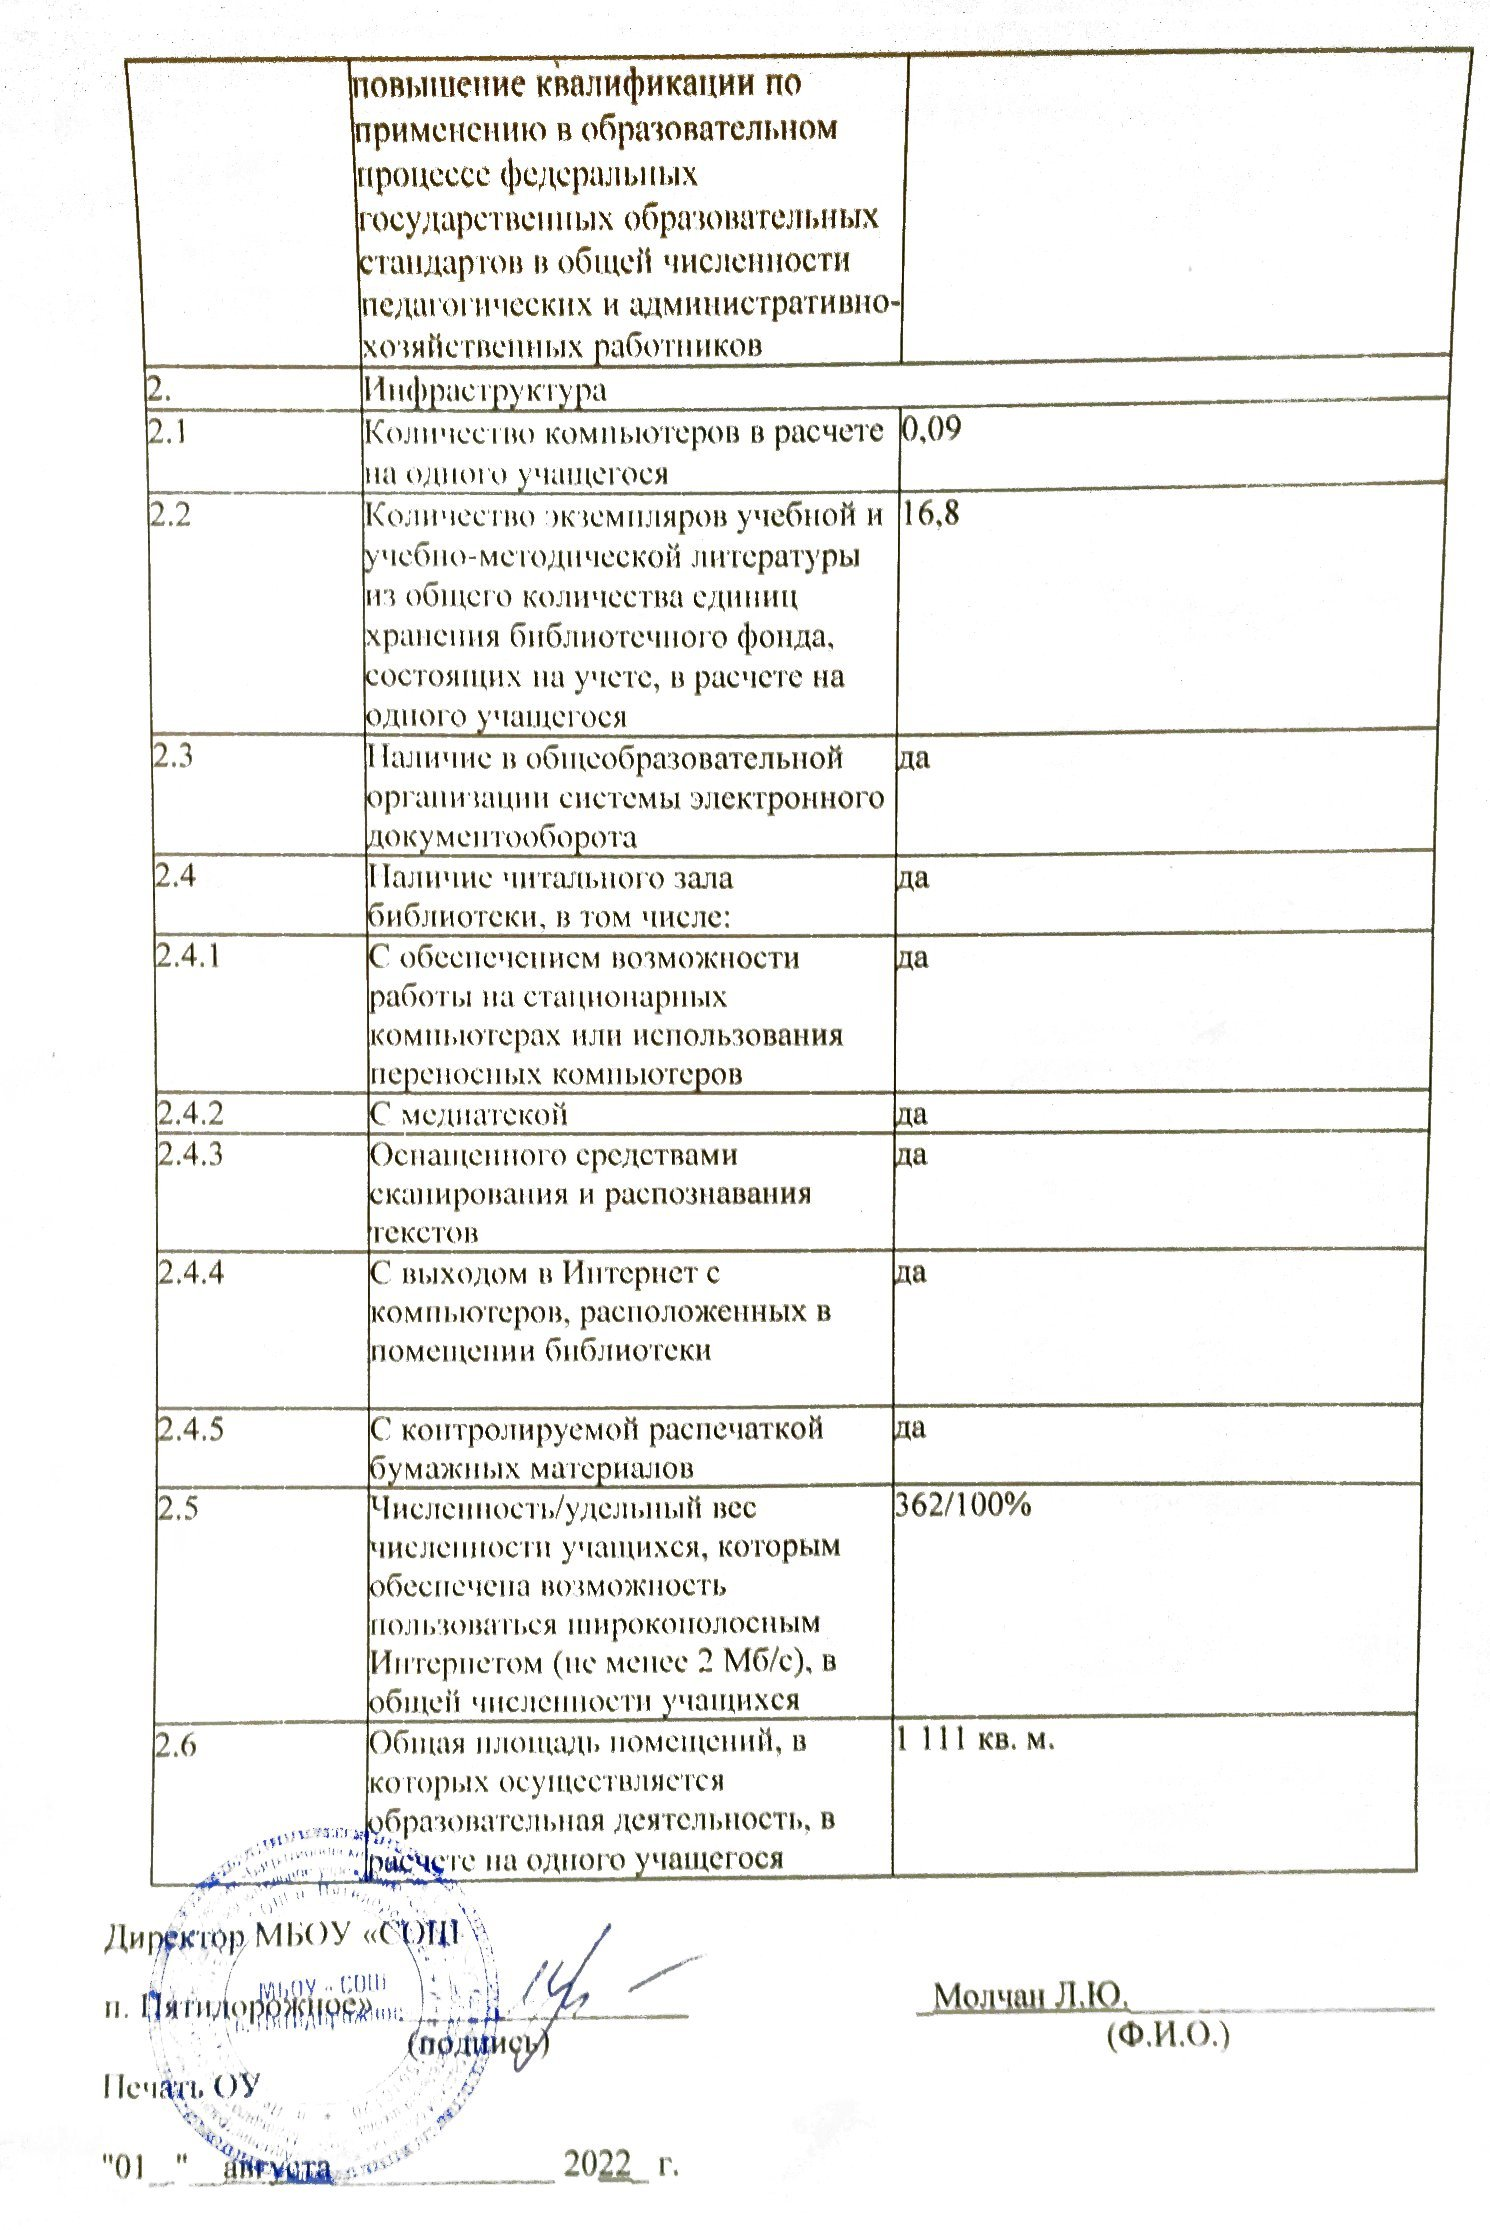 повышение квалификации по
применению в образовательном
процессе федеральных
государственных образовательных
стандартов в общей численности
педагогических и административно-
хозяйственных работников
2. Инфраструктура
2.1 Количество компьютеров в расчете 0,09
на одного учащегося
2.2 Количество экземпляров учебной и 16,8
учебно-методической литературы
из общего количества единиц
хранения библиотечного фонда,
состоящих на учете, в расчете на
одного учащегося
2.3 Наличие в общеобразовательной да
организации системы электронного
документооборота
2.4 Наличие читального зала да
библиотеки, в том числе:
2.4.1 С обеспечением возможности да
работы на стационарных
компьютерах или использования
переносных компьютеров
2.4.2 С медиатекой да
2.4.3 Оснащенного средствами да
сканирования и распознавания
текстов
2.4.4 С выходом в Интернет с да
компьютеров, расположенных в
помещении библиотеки
2.4.5 С контролируемой распечаткой да
бумажных материалов
2.5 Численность/удельный вес 362/100%
численности учащихся, которым
обеспечена возможность
пользоваться широкополосным
Интернетом (не менее 2 Мб/с), в
общей численности учащихся
2.6 Общая площадь помещений, в 1 111 кв. м.
которых осуществляется
образовательная деятельность, в
расчете на одного учащегося
Директор МБОУ «СОШ
МБОУ - СОШ
п. Пятидорожное» Молчан Л.Ю.
(подпись) (Ф.И.О.)
Печать ОУ
"01__"__августа______________ 2022_ г.